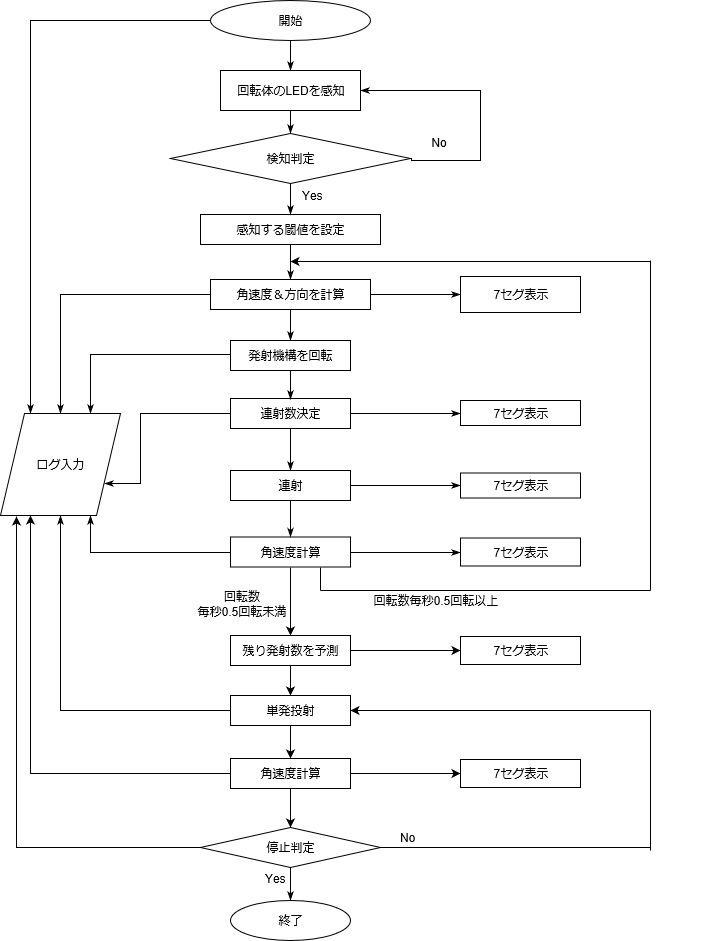 開始
回転体のLEDを感知
No
検知判定
Yes
感知する閾値を設定
角速度＆方向を計算
7セグ表示
発射機構を回転
連射数決定
7セグ表示
ログ入力
連射
7セグ表示
角速度計算
7セグ表示
回転数
毎秒0.5回転未満
回転数毎秒0.5回転以上
残り発射数を予測
7セグ表示
単発投射
角速度計算
7セグ表示
停止判定
No
Yes
終了